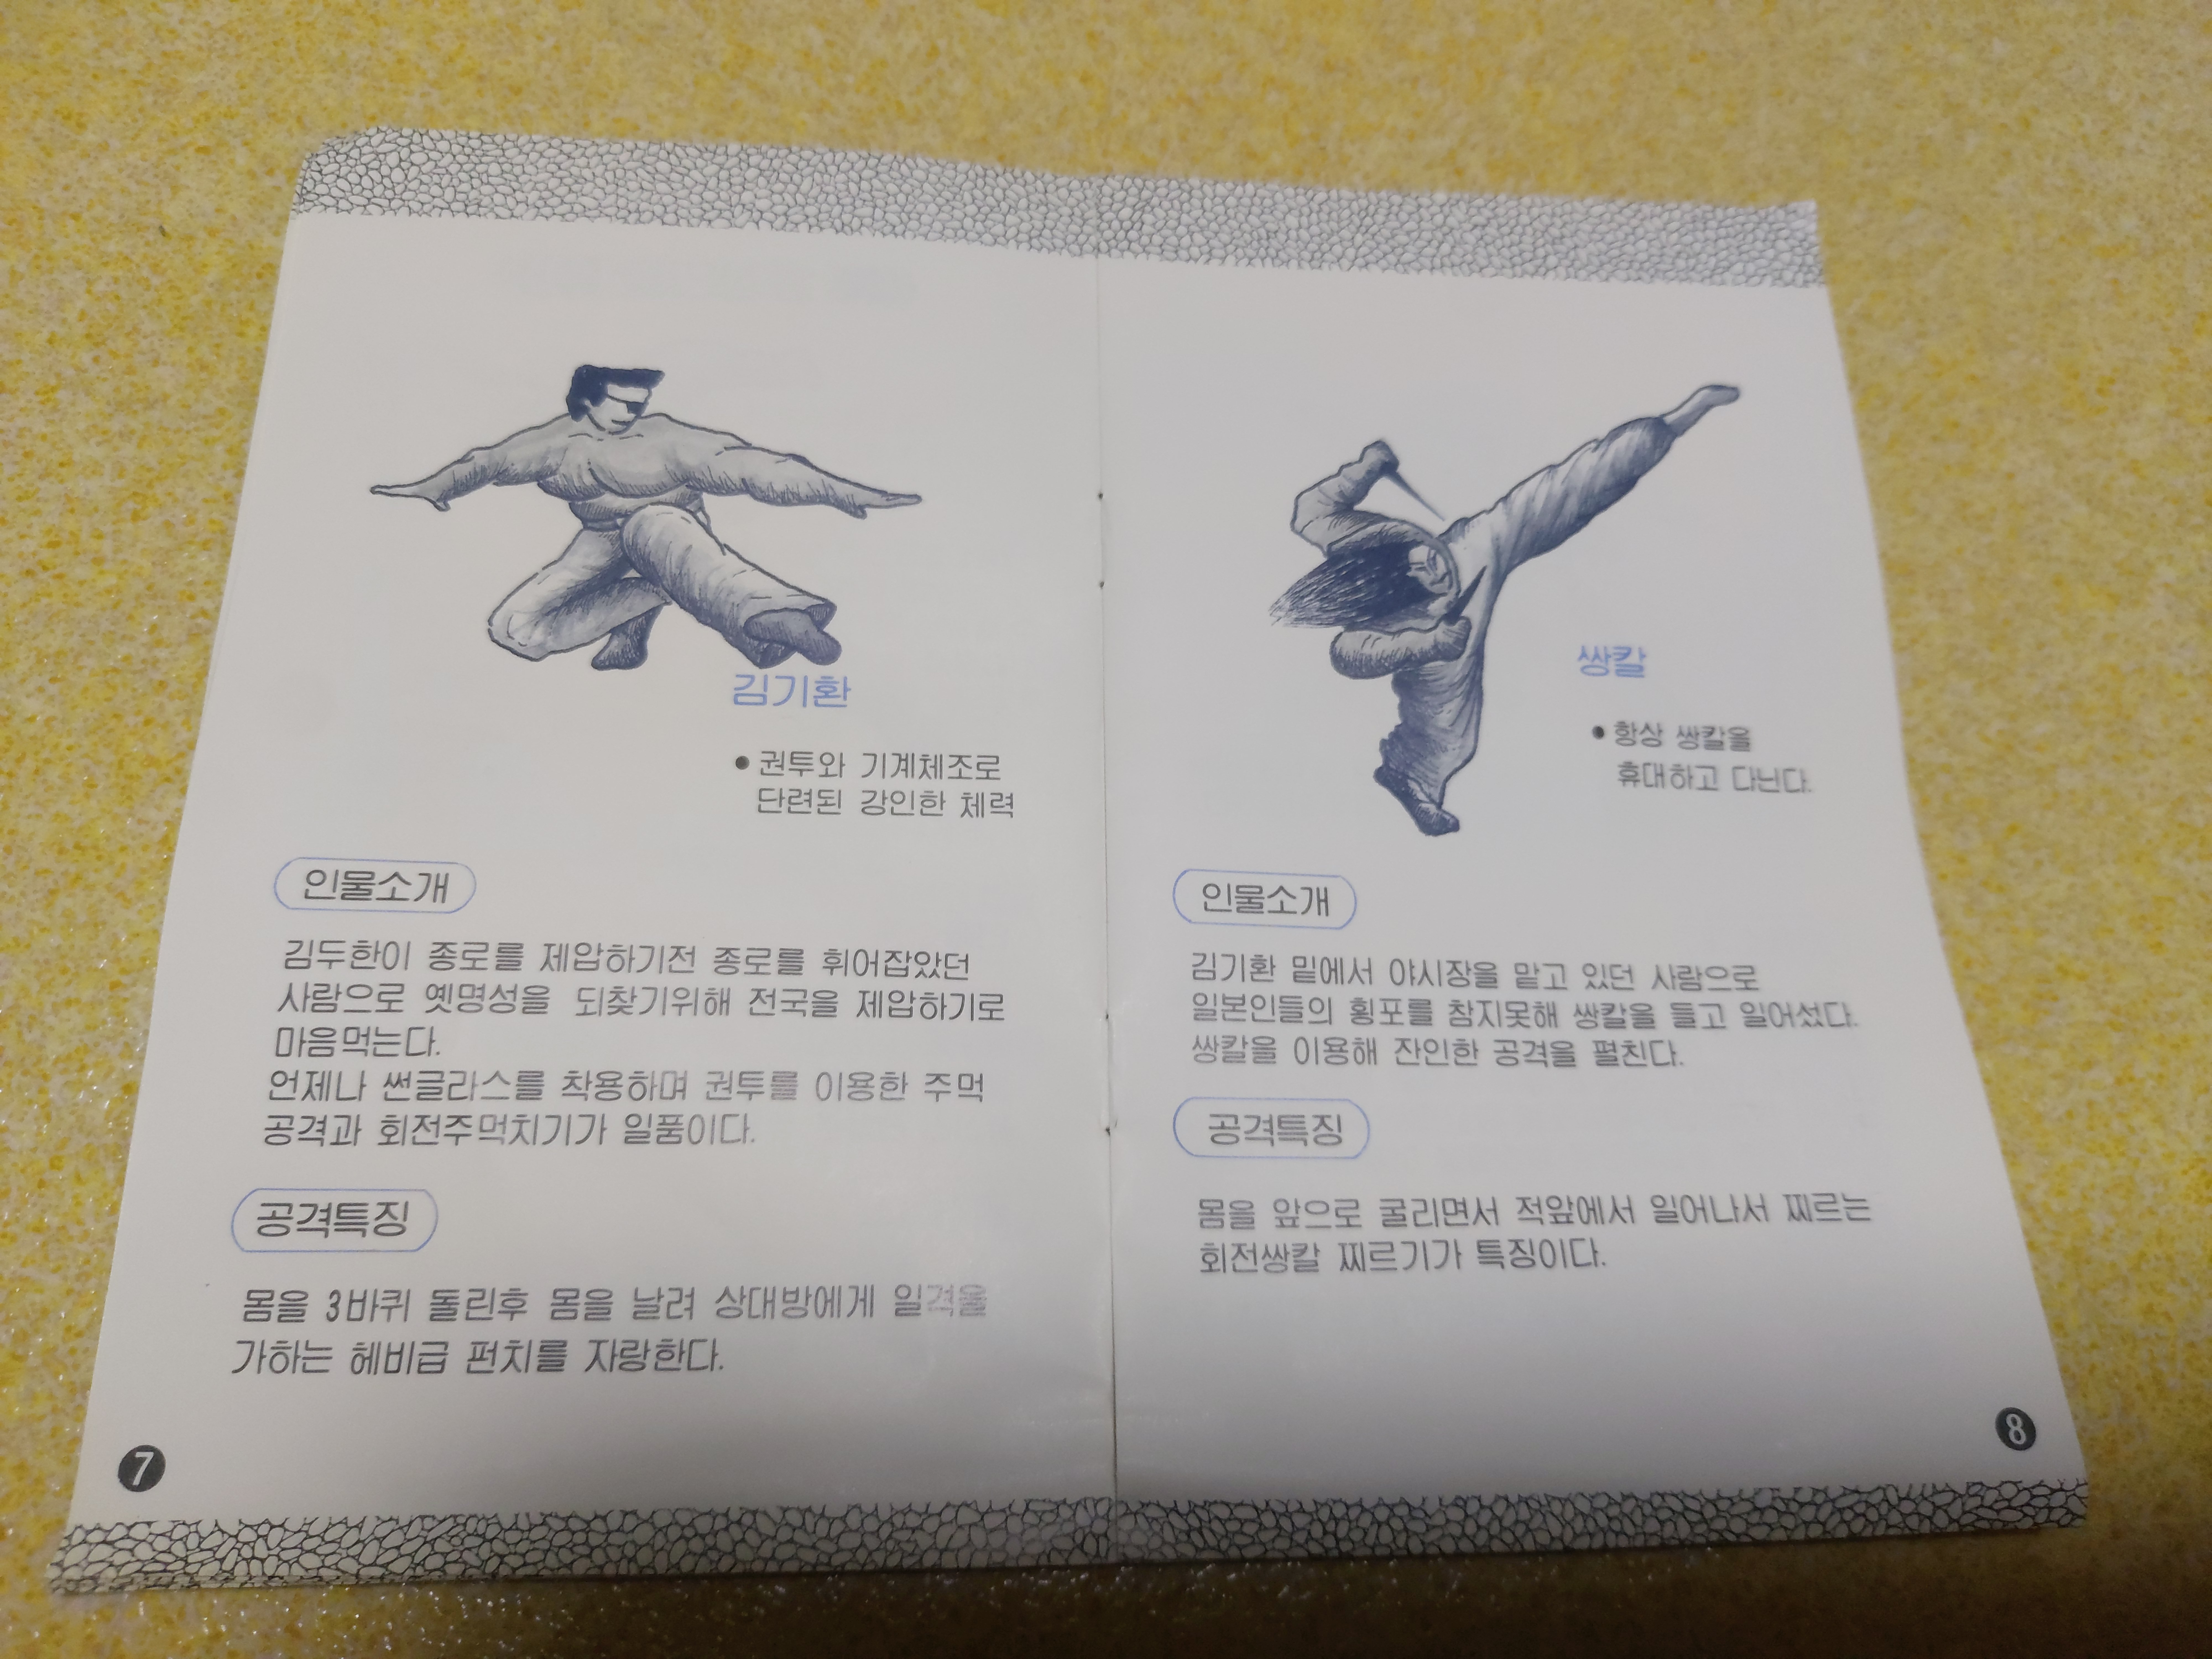 김기환
● 권투와 기계체조로
단련된 강인한 체력
인물소개
김두한이 종로를 제압하기전 종로를 휘어잡았던
사람으로 옛명성을 되찾기위해 전국을 제압하기로
마음먹는다.
언제나 썬글라스를 착용하며 권투를 이용한 주먹
공격과 회전주먹치기가 일품이다.
공격특징
몸을 3바퀴 돌린후 몸을 날려 상대방에게 일격을
가하는 헤비급 펀치를 자랑한다.
7
쌍칼
● 항상 쌍칼을
휴대하고 다닌다.
인물소개
김기환 밑에서 야시장을 맡고 있던 사람으로
일본인들의 횡포를 참지못해 쌍칼을 들고 일어섰다.
쌍칼을 이용해 잔인한 공격을 펼친다.
공격특징
몸을 앞으로 굴리면서 적앞에서 일어나서 찌르는
회전쌍칼 찌르기가 특징이다.
8